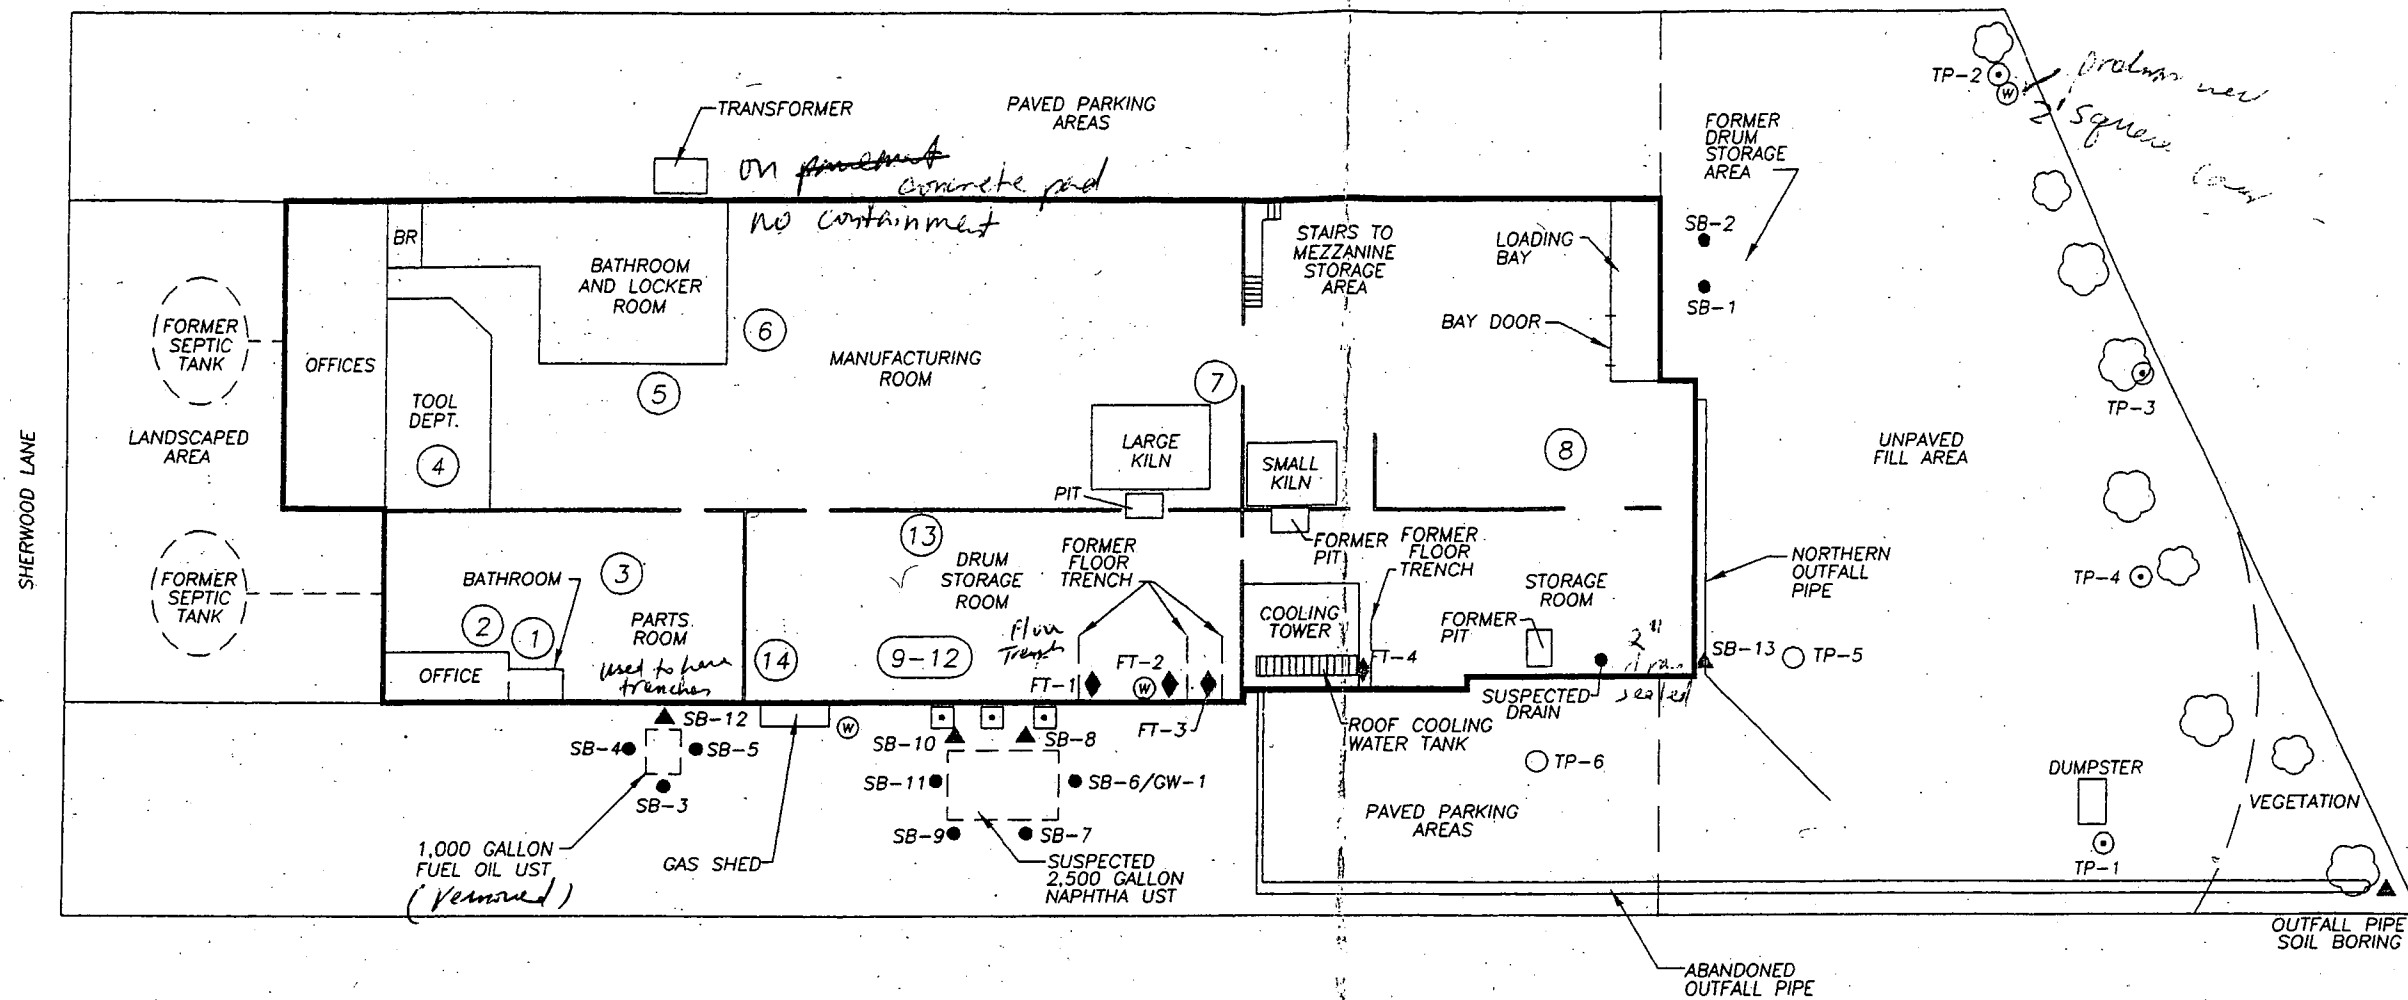 TRANSFORMER
PAVED PARKING
AREAS
on pavement
concrete pad
no containment
TP-2
W
2' square
FORMER
DRUM
STORAGE
AREA
SB-2
SB-1
BR
BATHROOM
AND LOCKER
ROOM
STAIRS TO
MEZZANINE
STORAGE
AREA
LOADING
BAY
BAY DOOR
FORMER
SEPTIC
TANK
OFFICES
6
MANUFACTURING
ROOM
5
7
TOOL
DEPT.
4
LARGE
KILN
SMALL
KILN
8
TP-3
UNPAVED
FILL AREA
SHERWOOD LANE
LANDSCAPED
AREA
PIT
FORMER
PIT
FORMER
FLOOR
TRENCH
13
DRUM
STORAGE
ROOM
FORMER
FLOOR
TRENCH
NORTHERN
OUTFALL
PIPE
TP-4
FORMER
SEPTIC
TANK
BATHROOM
3
2
1
PARTS
ROOM
used to have
trenches
OFFICE
14
9-12
floor
FT-1
FT-2
W
FT-3
COOLING
TOWER
FT-4
STORAGE
ROOM
FORMER
PIT
2"
drain
sealed
SUSPECTED
DRAIN
SB-13
TP-5
ROOF COOLING
WATER TANK
SB-12
SB-4
SB-5
SB-3
W
SB-10
SB-8
SB-11
SB-6/GW-1
SB-9
SB-7
TP-6
PAVED PARKING
AREAS
DUMPSTER
VEGETATION
TP-1
1,000 GALLON
FUEL OIL UST
(removed)
GAS SHED
SUSPECTED
2,500 GALLON
NAPHTHA UST
OUTFALL PIPE
SOIL BORING
ABANDONED
OUTFALL PIPE